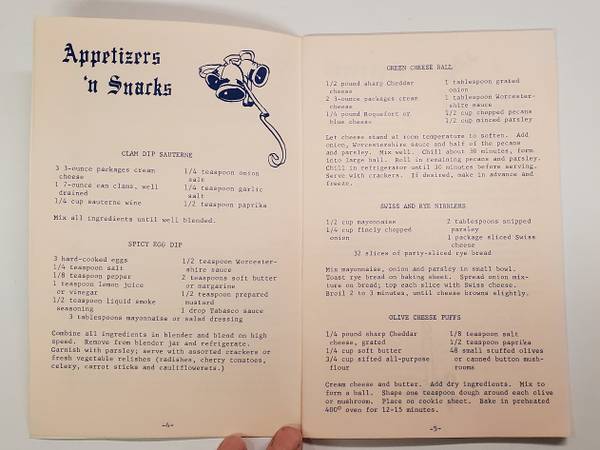 Appetizers
'n Snacks
CLAM DIP SAUTERNE
3 3-ounce packages cream
cheese
1 7-ounce can clams, well
drained
1/4 cup sauterne wine
1/4 teaspoon onion
salt
1/4 teaspoon garlic
salt
1/2 teaspoon paprika
Mix all ingredients until well blended.
SPICY EGG DIP
3 hard-cooked eggs
1/4 teaspoon salt
1/8 teaspoon pepper
1 teaspoon lemon juice
or vinegar
1/2 teaspoon liquid smoke
seasoning
1/2 teaspoon Worcester-
shire sauce
2 teaspoons soft butter
or margarine
1/2 teaspoon prepared
mustard
1 drop Tabasco sauce
3 tablespoons mayonnaise or salad dressing
Combine all ingredients in blender and blend on high
speed. Remove from blender jar and refrigerate.
Garnish with parsley; serve with assorted crackers or
fresh vegetable relishes (radishes, cherry tomatoes,
celery, carrot sticks and cauliflowerets.)
-4-
GREEN CHEESE BALL
1/2 pound sharp Cheddar
cheese
2 3-ounce packages cream
cheese
1/4 pound Roquefort or
blue cheese
1 tablespoon grated
onion
1 tablespoon Worcester-
shire sauce
1/2 cup chopped pecans
1/2 cup minced parsley
Let cheese stand at room temperature to soften. Add
onion, Worcestershire sauce and half of the pecans
and parsley. Mix well. Chill about 30 minutes, form
into large ball. Roll in remaining pecans and parsley.
Chill in refrigerator until 30 minutes before serving.
Serve with crackers. If desired, make in advance and
freeze.
SWISS AND RYE NIBBLERS
1/2 cup mayonnaise
1/4 cup finely chopped
onion
2 tablespoons snipped
parsley
1 package sliced Swiss
cheese
32 slices of party-sliced rye bread
Mix mayonnaise, onion and parsley in small bowl.
Toast rye bread on baking sheet. Spread onion mix-
ture on bread; top each slice with Swiss cheese.
Broil 2 to 3 minutes, until cheese browns slightly.
OLIVE CHEESE PUFFS
1/4 pound sharp Cheddar
cheese, grated
1/4 cup soft butter
3/4 cup sifted all-purpose
flour
1/8 teaspoon salt
1/2 teaspoon paprika
48 small stuffed olives
or canned button mush-
rooms
Cream cheese and butter. Add dry ingredients. Mix to
form a ball. Shape one teaspoon dough around each olive
or mushroom. Place on cookie sheet. Bake in preheated
400° oven for 12-15 minutes.
-5-